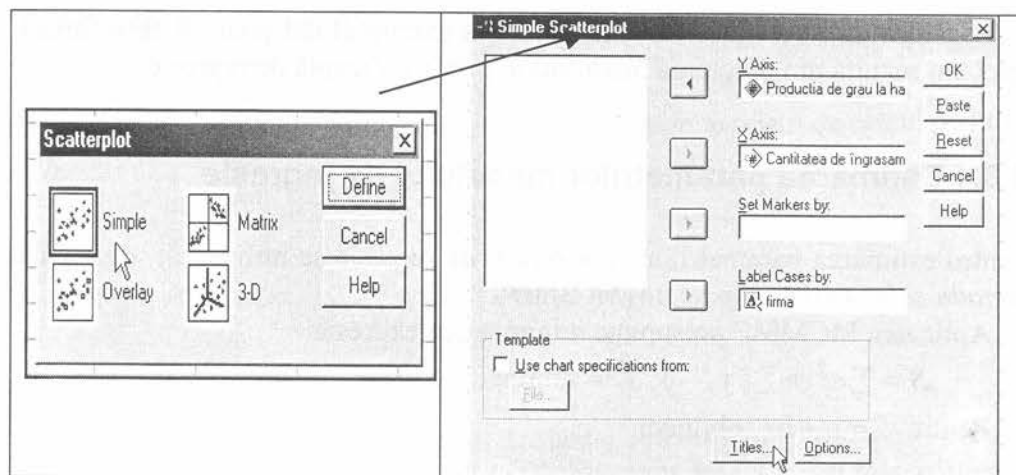 Simple Scatterplot
Y Axis:
Productia de grau la ha
X Axis:
Cantitatea de îngrasam
Set Markers by:
Label Cases by:
firma
Template
Use chart specifications from:
File...
Titles...
Options...
OK
Paste
Reset
Cancel
Help
Scatterplot
Simple
Matrix
Overlay
3-D
Define
Cancel
Help